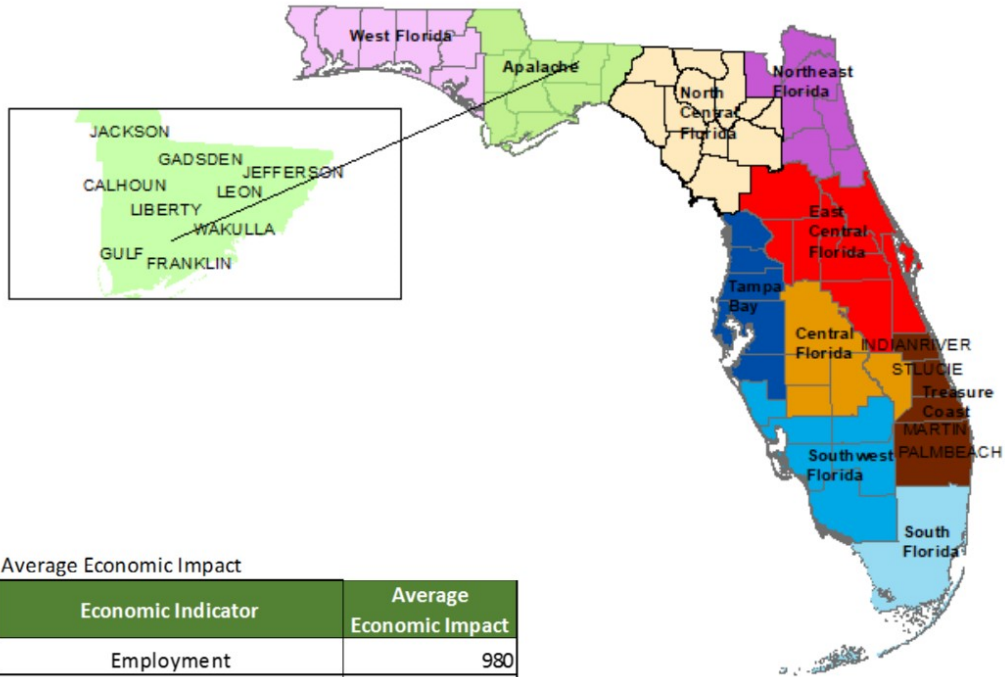 West Florida
Apalache
Northeast
Florida
North
Central
Florida
JACKSON
GADSDEN
JEFFERSON
CALHOUN
LEON
LIBERTY
WAKULLA
GULF
FRANKLIN
East
Central
Florida
Tampa
Bay
Central
Florida
INDIANRIVER
STLUCIE
Treasure
Coast
MARTIN
PALMBEACH
Southwest
Florida
South
Florida
Average Economic Impact
Economic Indicator
Average
Economic Impact
Employment
980